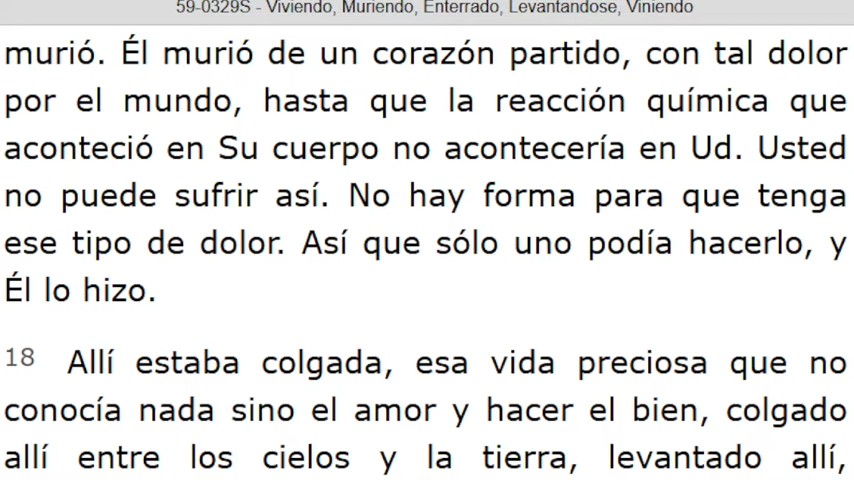 59-0329S - Viviendo, Muriendo, Enterrado, Levantandose, Viniendo
murió. Él murió de un corazón partido, con tal dolor
por el mundo, hasta que la reacción química que
aconteció en Su cuerpo no acontecería en Ud. Usted
no puede sufrir así. No hay forma para que tenga
ese tipo de dolor. Así que sólo uno podía hacerlo, y
Él lo hizo.
18 Allí estaba colgada, esa vida preciosa que no
conocía nada sino el amor y hacer el bien, colgado
allí entre los cielos y la tierra, levantado allí,